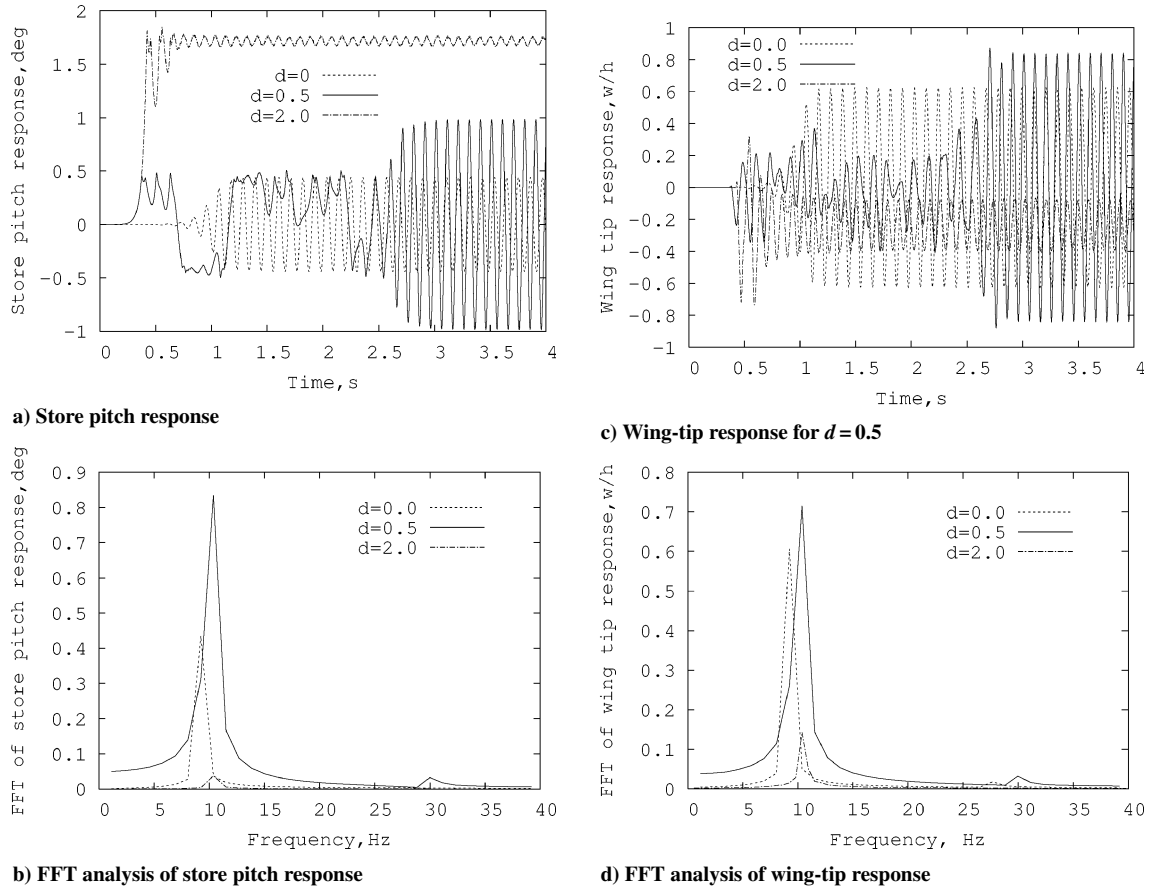 Store pitch response,deg
2
1.5
1
0.5
0
-0.5
-1
d=0
d=0.5
d=2.0
0 0.5 1 1.5 2 2.5 3 3.5 4
Time,s
a) Store pitch response
Wing tip response,w/h
1
0.8
0.6
0.4
0.2
0
-0.2
-0.4
-0.6
-0.8
-1
d=0.0
d=0.5
d=2.0
0 0.5 1 1.5 2 2.5 3 3.5 4
Time,s
c) Wing-tip response for d = 0.5
FFT of store pitch response,deg
0.9
0.8
0.7
0.6
0.5
0.4
0.3
0.2
0.1
0
d=0.0
d=0.5
d=2.0
0 5 10 15 20 25 30 35 40
Frequency,Hz
b) FFT analysis of store pitch response
FFT of wing tip response,w/h
0.8
0.7
0.6
0.5
0.4
0.3
0.2
0.1
0
d=0.0
d=0.5
d=2.0
0 5 10 15 20 25 30 35 40
Frequency, Hz
d) FFT analysis of wing-tip response